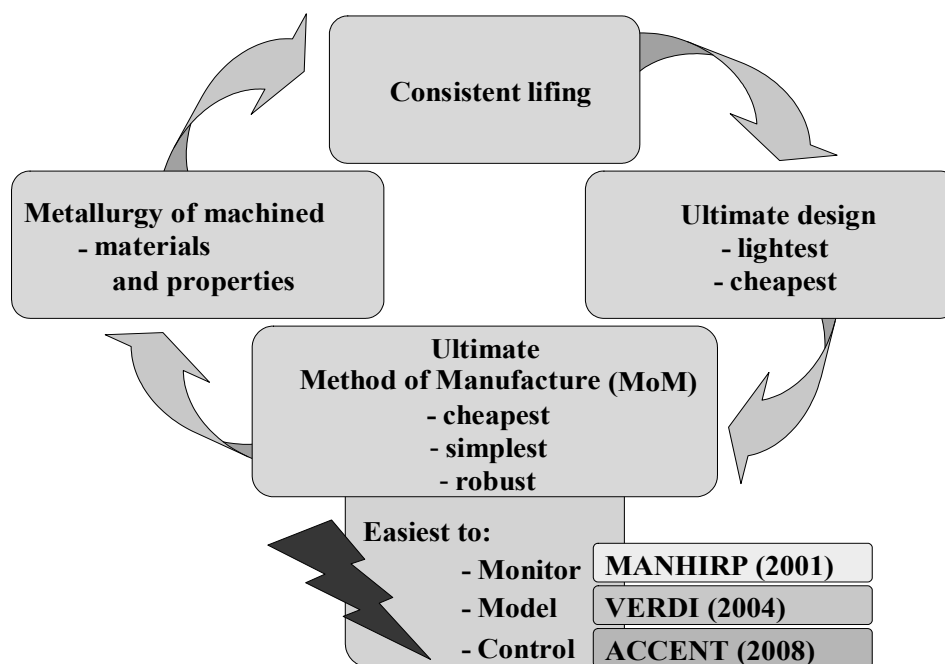 Consistent lifing
Metallurgy of machined
- materials
and properties
Ultimate design
- lightest
- cheapest
Ultimate
Method of Manufacture (MoM)
- cheapest
- simplest
- robust
Easiest to:
- Monitor MANHIRP (2001)
- Model VERDI (2004)
- Control ACCENT (2008)